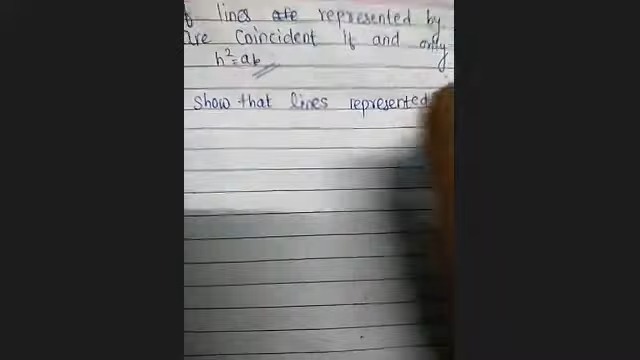 lines are represented by
are Coincident if and only
h²=ab
show that lines represented